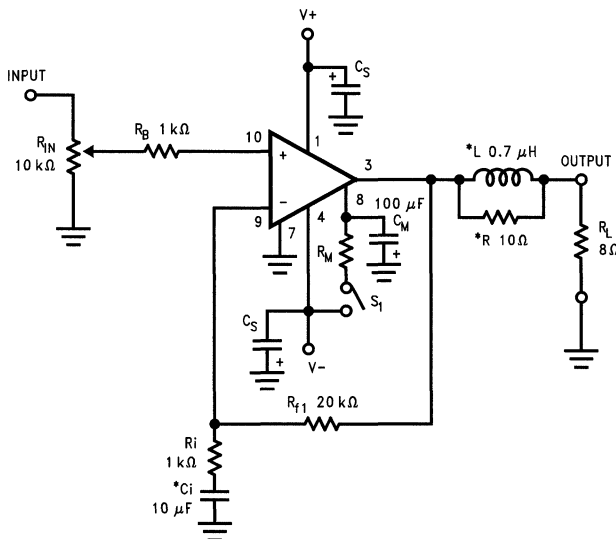 V+
+
C_S
INPUT
R_IN
10 kΩ
R_B 1 kΩ
10
+
1
3
*L 0.7 μH
OUTPUT
−
9
7
4
8
100 μF
C_M
+
R_M
*R 10Ω
R_L
8Ω
S_1
C_S
+
V-
R_f1 20 kΩ
Ri
1 kΩ
*Ci
10 μF